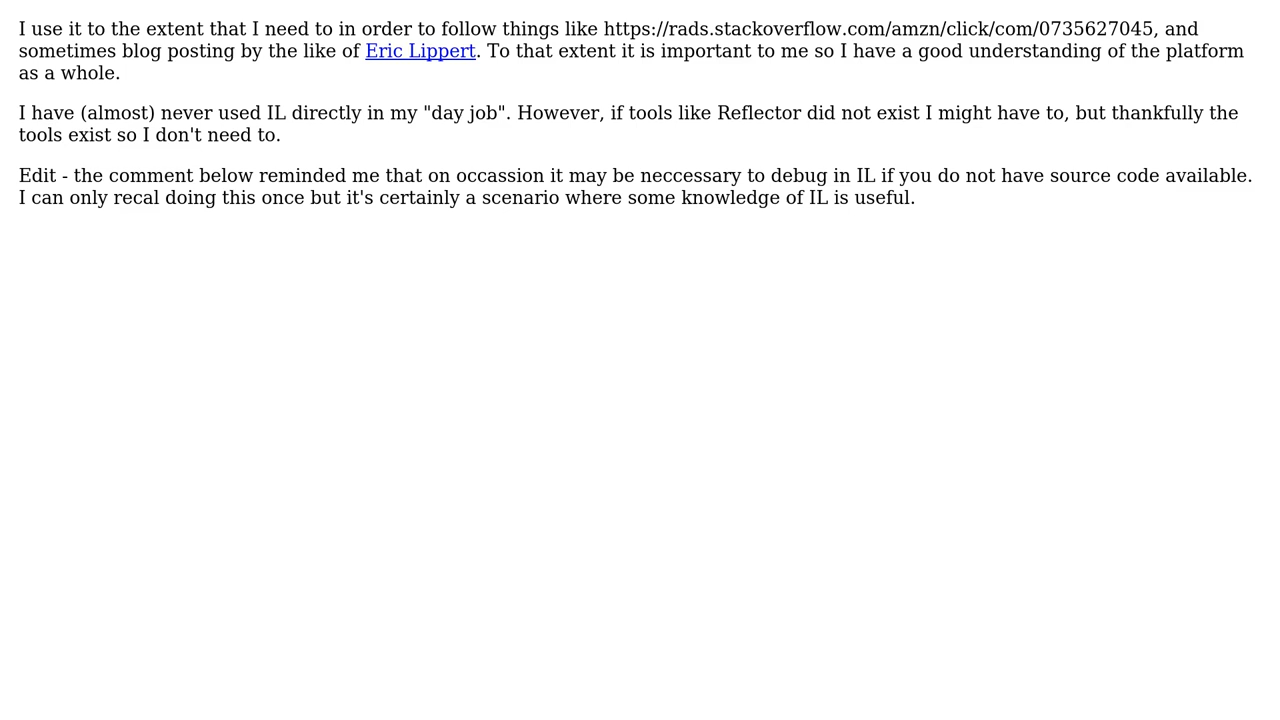 I use it to the extent that I need to in order to follow things like https://rads.stackoverflow.com/amzn/click/com/0735627045, and
sometimes blog posting by the like of Eric Lippert. To that extent it is important to me so I have a good understanding of the platform
as a whole.
I have (almost) never used IL directly in my "day job". However, if tools like Reflector did not exist I might have to, but thankfully the
tools exist so I don't need to.
Edit - the comment below reminded me that on occassion it may be neccessary to debug in IL if you do not have source code available.
I can only recal doing this once but it's certainly a scenario where some knowledge of IL is useful.